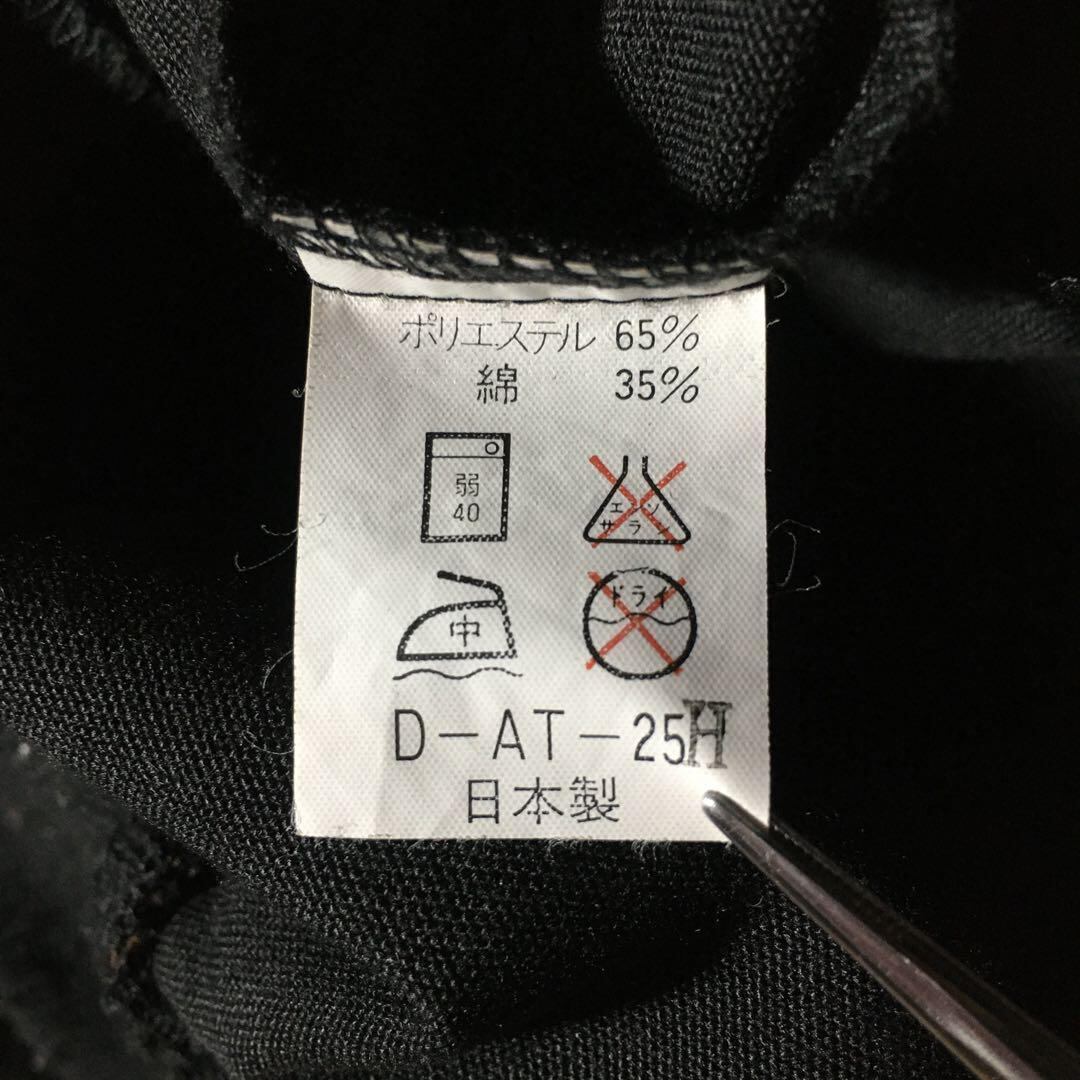 ポリエステル 65%
綿 35%
弱
40
エンソ
サラシ
中
ドライ
D-AT-25H
日本製